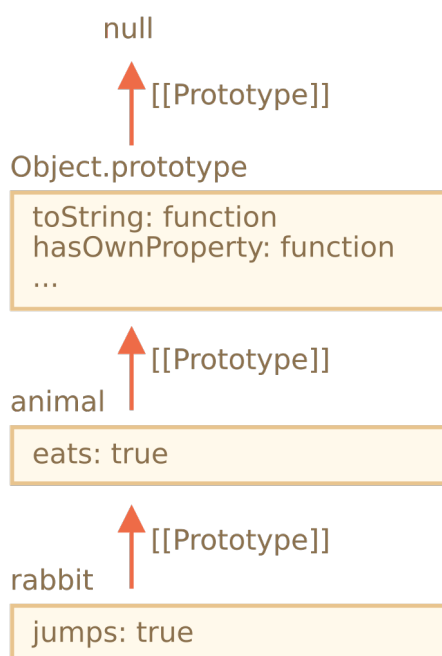 null
[[Prototype]]
Object.prototype
toString: function
hasOwnProperty: function
...
[[Prototype]]
animal
eats: true
[[Prototype]]
rabbit
jumps: true